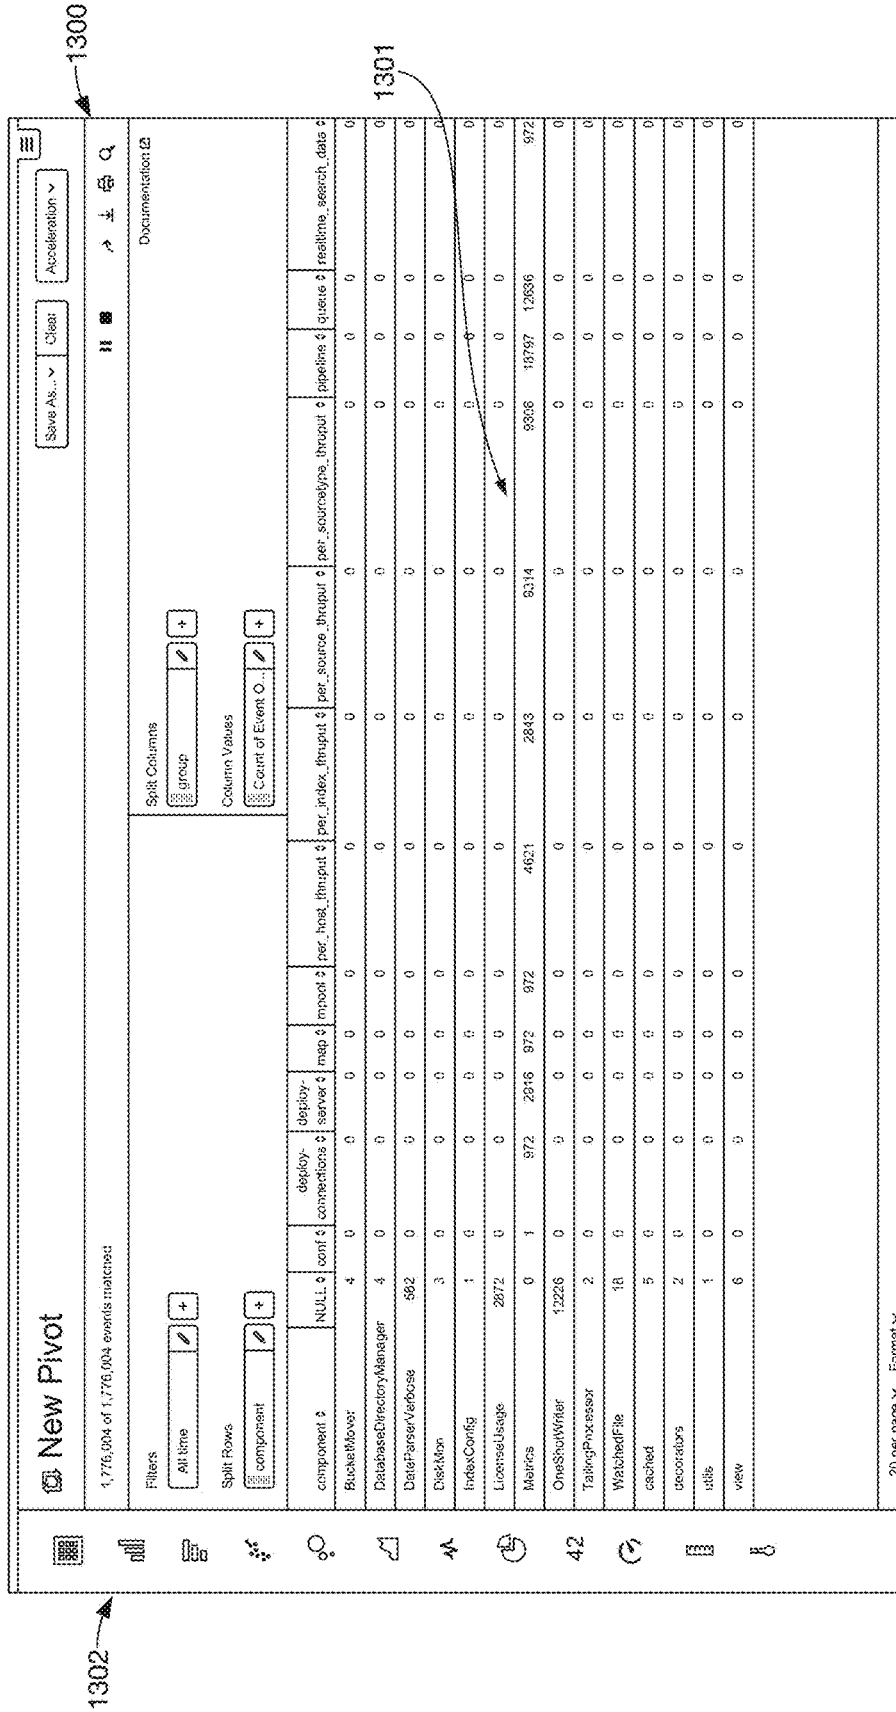 1300
1301
1302
New Pivot
Save As... Clear Acceleration
1,776,004 of 1,776,004 events matched
Documentation
Filters
All time
+
Split Columns
group
+
Split Rows
component
+
Column Values
Count of Event O...
+
component NULL conf deploy-connections deploy-server map mpool per_host_thruput per_index_thruput per_source_thruput per_sourcetype_thruput pipeline queue realtime_search_data
BucketMover 4 0 0 0 0 0 0 0 0 0 0 0 0
DatabaseDirectoryManager 4 0 0 0 0 0 0 0 0 0 0 0 0
DateParserVerbose 562 0 0 0 0 0 0 0 0 0 0 0 0
DiskMon 3 0 0 0 0 0 0 0 0 0 0 0 0
IndexConfig 1 0 0 0 0 0 0 0 0 0 0 0 0
LicenseUsage 2872 0 0 0 0 0 0 0 0 0 0 0 0
Metrics 0 1 972 2916 972 972 4621 2843 9314 9306 18797 12636 972
OneShotWriter 12226 0 0 0 0 0 0 0 0 0 0 0 0
TailingProcessor 2 0 0 0 0 0 0 0 0 0 0 0 0
WatchedFile 18 0 0 0 0 0 0 0 0 0 0 0 0
cached 5 0 0 0 0 0 0 0 0 0 0 0 0
decorators 2 0 0 0 0 0 0 0 0 0 0 0 0
utils 1 0 0 0 0 0 0 0 0 0 0 0 0
view 6 0 0 0 0 0 0 0 0 0 0 0 0
42
20 per page Format